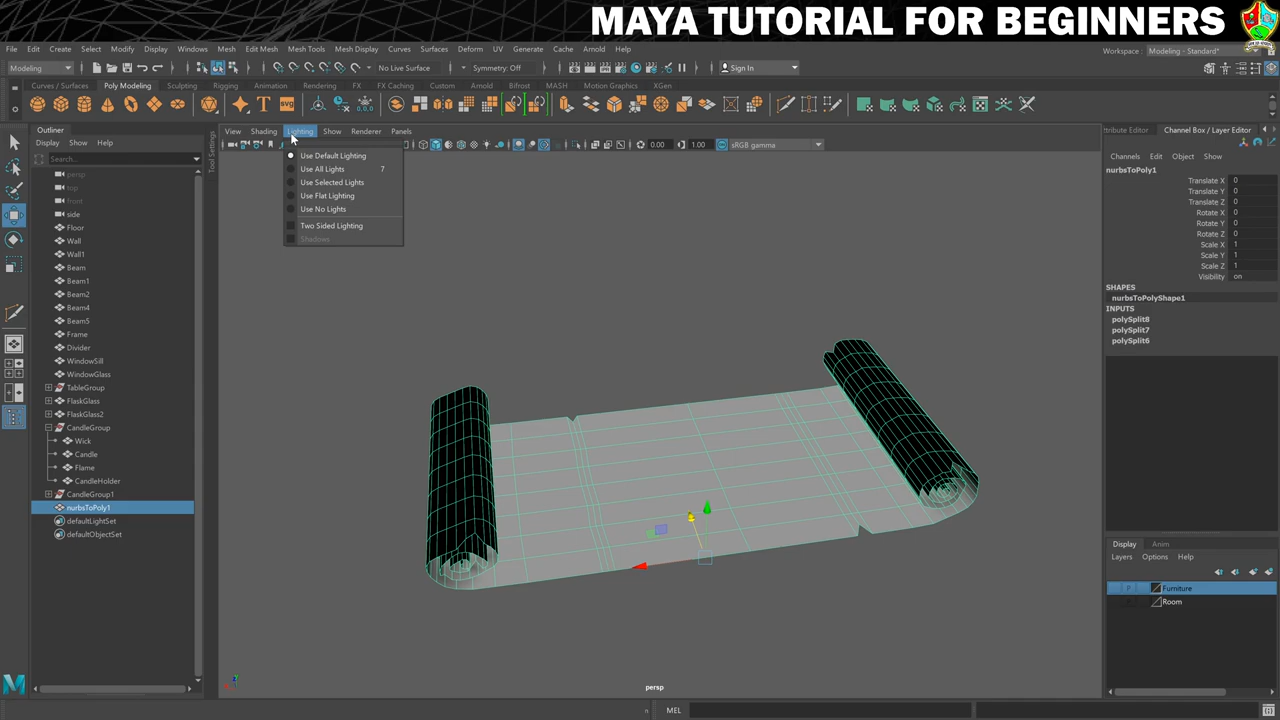 MAYA TUTORIAL FOR BEGINNERS
File Edit Create Select Modify Display Windows Mesh Edit Mesh Mesh Tools Mesh Display Curves Surfaces Deform UV Generate Cache Arnold Help
Workspace : Modeling - Standard*
Modeling No Live Surface Symmetry: Off Sign In
Curves / Surfaces Poly Modeling Sculpting Rigging Animation Rendering FX FX Caching Custom Arnold Bifrost MASH Motion Graphics XGen
Outliner
Display Show Help
Search...
persp
top
front
side
Floor
Wall
Wall1
Beam
Beam1
Beam2
Beam4
Beam5
Frame
Divider
WindowSill
WindowGlass
TableGroup
FlaskGlass
FlaskGlass2
CandleGroup
Wick
Candle
Flame
CandleHolder
CandleGroup1
nurbsToPoly1
defaultLightSet
defaultObjectSet
Tool Settings
View Shading Lighting Show Renderer Panels
0.00 1.00 sRGB gamma
Use Default Lighting
Use All Lights 7
Use Selected Lights
Use Flat Lighting
Use No Lights
Two Sided Lighting
Shadows
persp
Attribute Editor Channel Box / Layer Editor
Channels Edit Object Show
nurbsToPoly1
Translate X 0
Translate Y 0
Translate Z 0
Rotate X 0
Rotate Y 0
Rotate Z 0
Scale X 1
Scale Y 1
Scale Z 1
Visibility on
SHAPES
nurbsToPolyShape1
INPUTS
polySplit8
polySplit7
polySplit6
Display Anim
Layers Options Help
P Furniture
Room
MEL